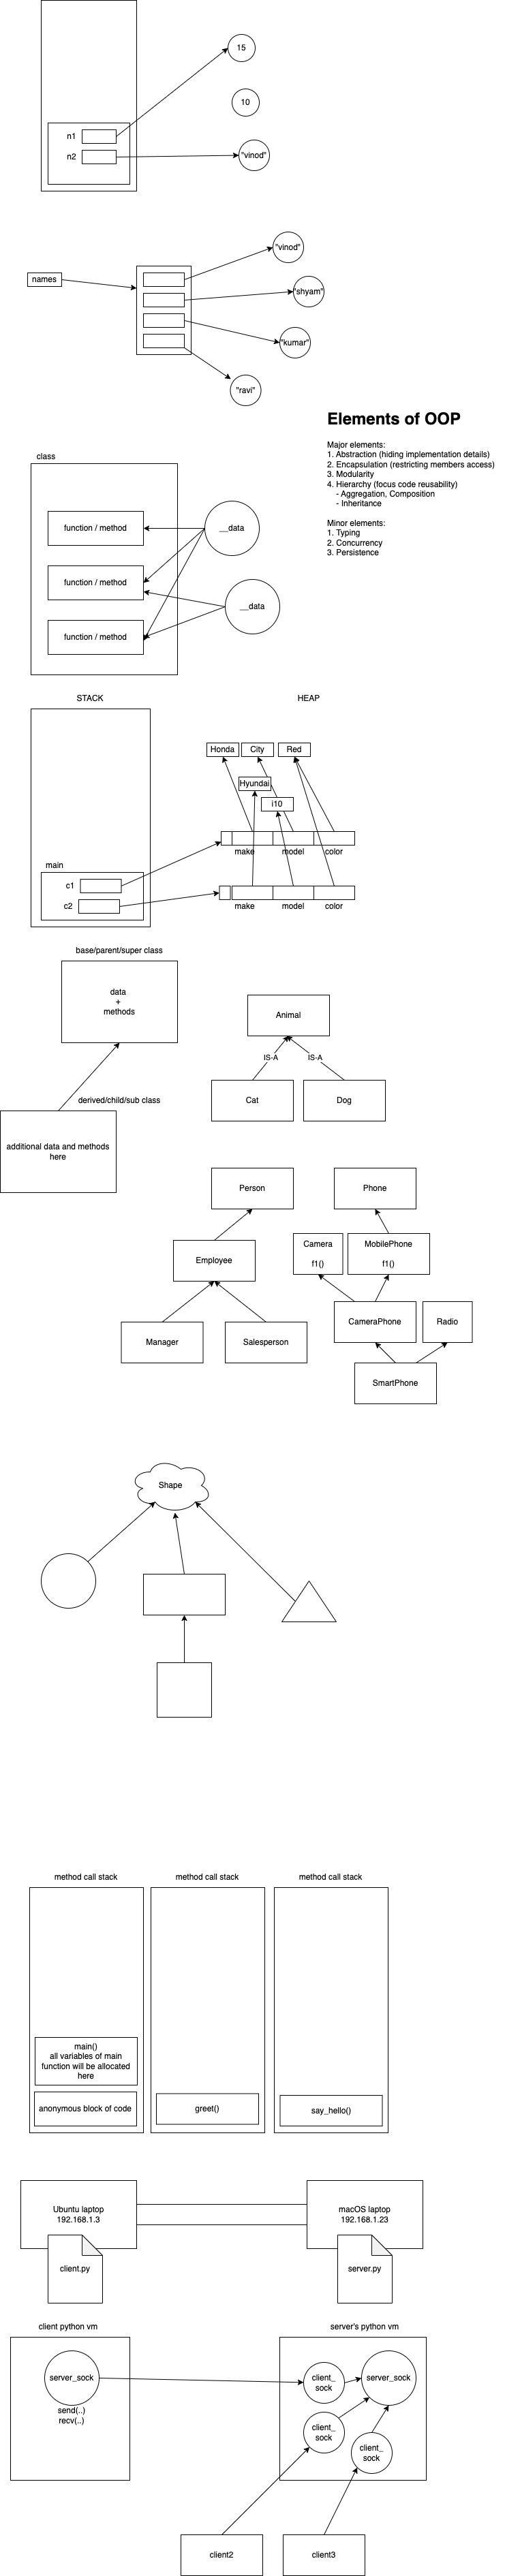 15
10
n1
n2
"vinod"
"vinod"
names
"shyam"
"kumar"
"ravi"
Elements of OOP
Major elements:
1. Abstraction (hiding implementation details)
2. Encapsulation (restricting members access)
3. Modularity
4. Hierarchy (focus code reusability)
- Aggregation, Composition
- Inheritance
Minor elements:
1. Typing
2. Concurrency
3. Persistence
class
function / method
__data
function / method
__data
function / method
STACK
HEAP
Honda
City
Red
Hyundai
i10
make
model
color
main
c1
c2
make
model
color
base/parent/super class
data
+
methods
derived/child/sub class
additional data and methods
here
Animal
IS-A
IS-A
Cat
Dog
Person
Phone
Employee
Camera
f1()
MobilePhone
f1()
Manager
Salesperson
CameraPhone
Radio
SmartPhone
Shape
method call stack
method call stack
method call stack
main()
all variables of main
function will be allocated
here
anonymous block of code
greet()
say_hello()
Ubuntu laptop
192.168.1.3
macOS laptop
192.168.1.23
client.py
server.py
client python vm
server's python vm
server_sock
send(..)
recv(..)
client_
sock
server_sock
client_
sock
client_
sock
client2
client3